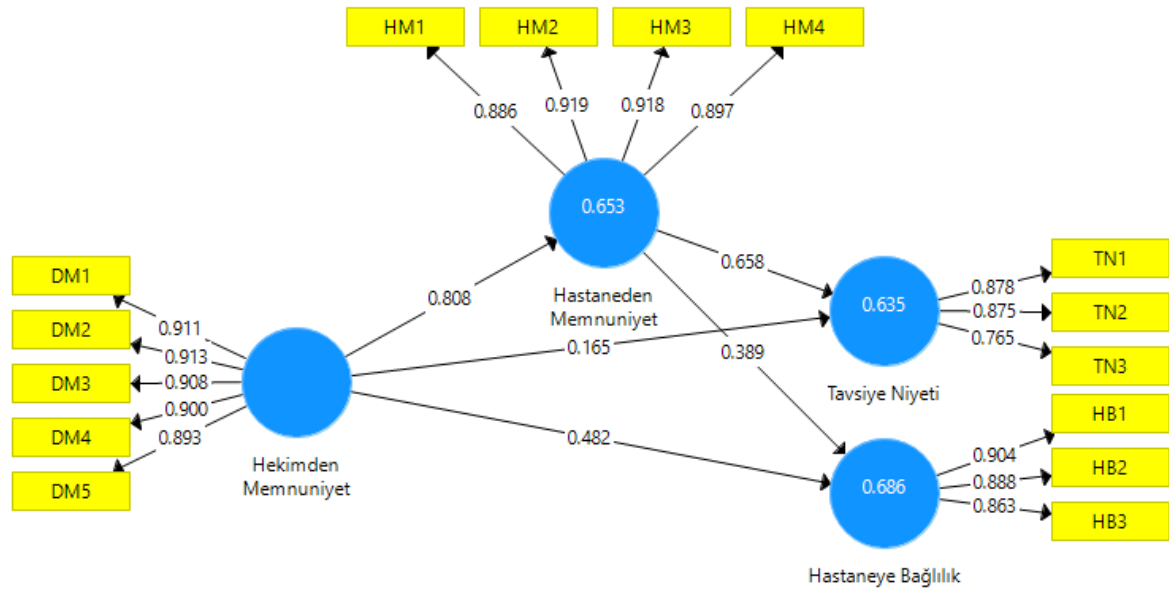 HM1
HM2
HM3
HM4
0.886
0.919
0.918
0.897
0.653
Hastaneden
Memnuniyet
DM1
DM2
DM3
DM4
DM5
0.911
0.913
0.908
0.900
0.893
Hekimden
Memnuniyet
0.808
0.658
0.165
0.389
0.482
0.635
Tavsiye Niyeti
0.878
0.875
0.765
TN1
TN2
TN3
0.686
Hastaneye Bağlılık
0.904
0.888
0.863
HB1
HB2
HB3